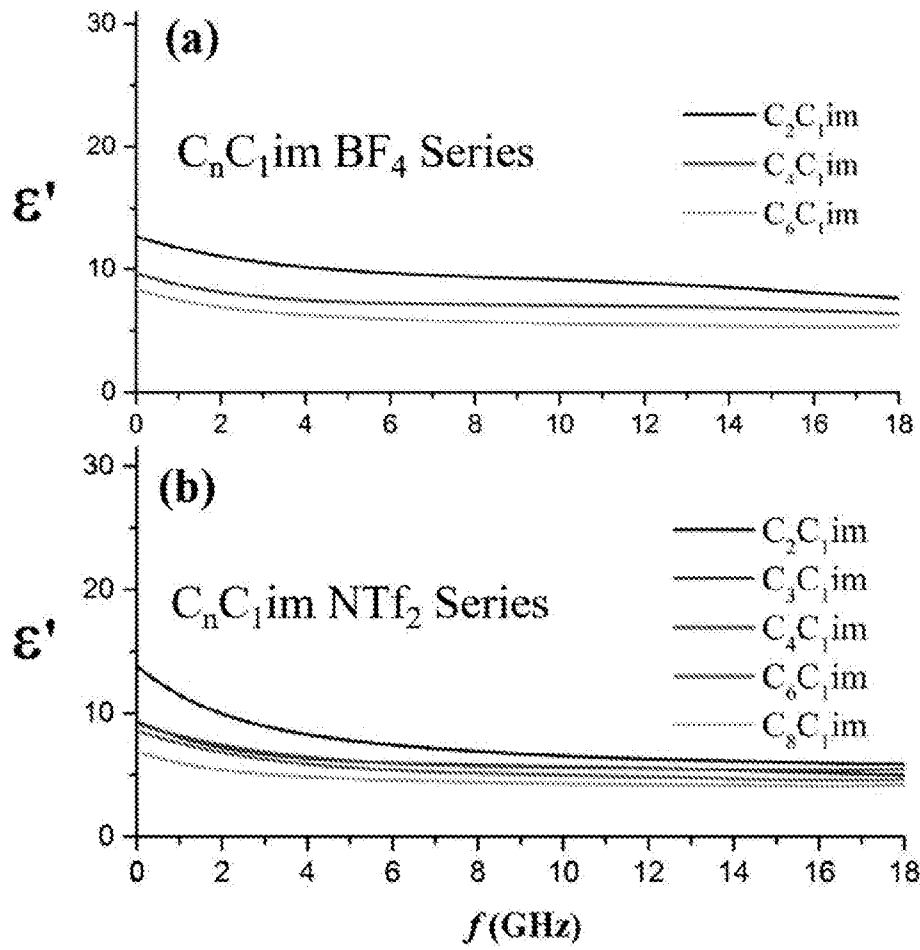 30
(a)
C₂C₁im
20
CₙC₁im BF₄ Series
C₄C₁im
C₆C₁im
ε'
10
0
0 2 4 6 8 10 12 14 16 18
30
(b)
C₂C₁im
C₃C₁im
20
CₙC₁im NTf₂ Series
C₄C₁im
ε'
C₆C₁im
10
C₈C₁im
0
0 2 4 6 8 10 12 14 16 18
f (GHz)